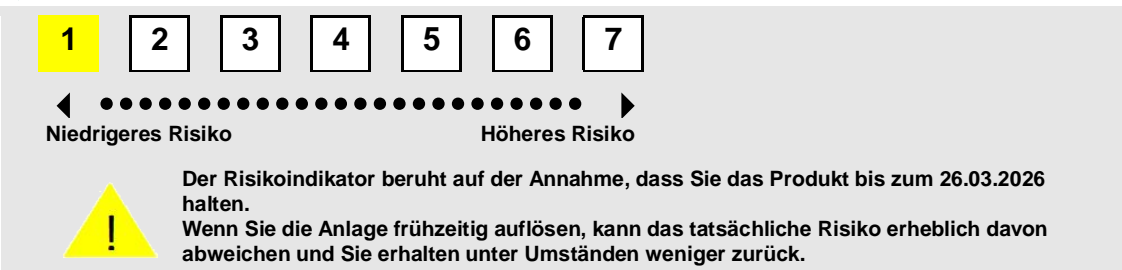 1 2 3 4 5 6 7
Niedrigeres Risiko Höheres Risiko
Der Risikoindikator beruht auf der Annahme, dass Sie das Produkt bis zum 26.03.2026
halten.
Wenn Sie die Anlage frühzeitig auflösen, kann das tatsächliche Risiko erheblich davon
! abweichen und Sie erhalten unter Umständen weniger zurück.